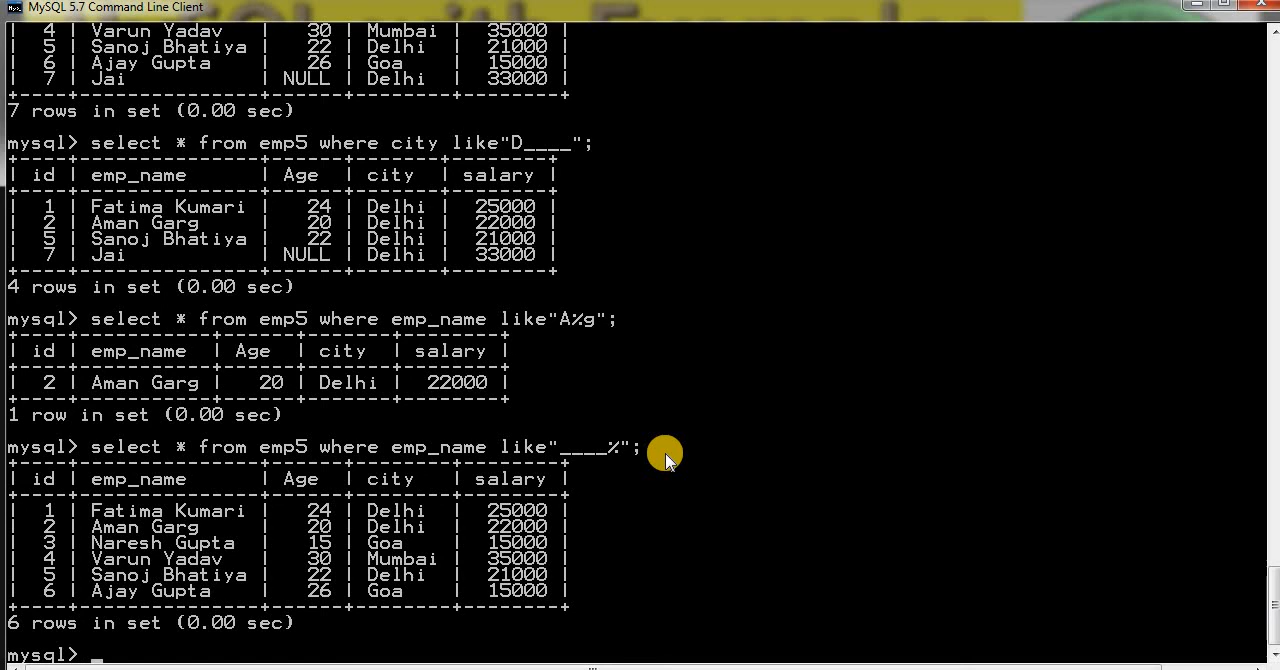 MySQL 5.7 Command Line Client
| 4 | Varun Yadav | 30 | Mumbai | 35000 |
| 5 | Sanoj Bhatiya | 22 | Delhi | 21000 |
| 6 | Ajay Gupta | 26 | Goa | 15000 |
| 7 | Jai | NULL | Delhi | 33000 |
+----+---------------+------+--------+--------+
7 rows in set (0.00 sec)
mysql> select * from emp5 where city like"D____";
+----+---------------+------+-------+--------+
| id | emp_name | Age | city | salary |
+----+---------------+------+-------+--------+
| 1 | Fatima Kumari | 24 | Delhi | 25000 |
| 2 | Aman Garg | 20 | Delhi | 22000 |
| 5 | Sanoj Bhatiya | 22 | Delhi | 21000 |
| 7 | Jai | NULL | Delhi | 33000 |
+----+---------------+------+-------+--------+
4 rows in set (0.00 sec)
mysql> select * from emp5 where emp_name like"A%g";
+----+-----------+------+-------+--------+
| id | emp_name | Age | city | salary |
+----+-----------+------+-------+--------+
| 2 | Aman Garg | 20 | Delhi | 22000 |
+----+-----------+------+-------+--------+
1 row in set (0.00 sec)
mysql> select * from emp5 where emp_name like"____%";
+----+---------------+------+--------+--------+
| id | emp_name | Age | city | salary |
+----+---------------+------+--------+--------+
| 1 | Fatima Kumari | 24 | Delhi | 25000 |
| 2 | Aman Garg | 20 | Delhi | 22000 |
| 3 | Naresh Gupta | 15 | Goa | 15000 |
| 4 | Varun Yadav | 30 | Mumbai | 35000 |
| 5 | Sanoj Bhatiya | 22 | Delhi | 21000 |
| 6 | Ajay Gupta | 26 | Goa | 15000 |
+----+---------------+------+--------+--------+
6 rows in set (0.00 sec)
mysql> _